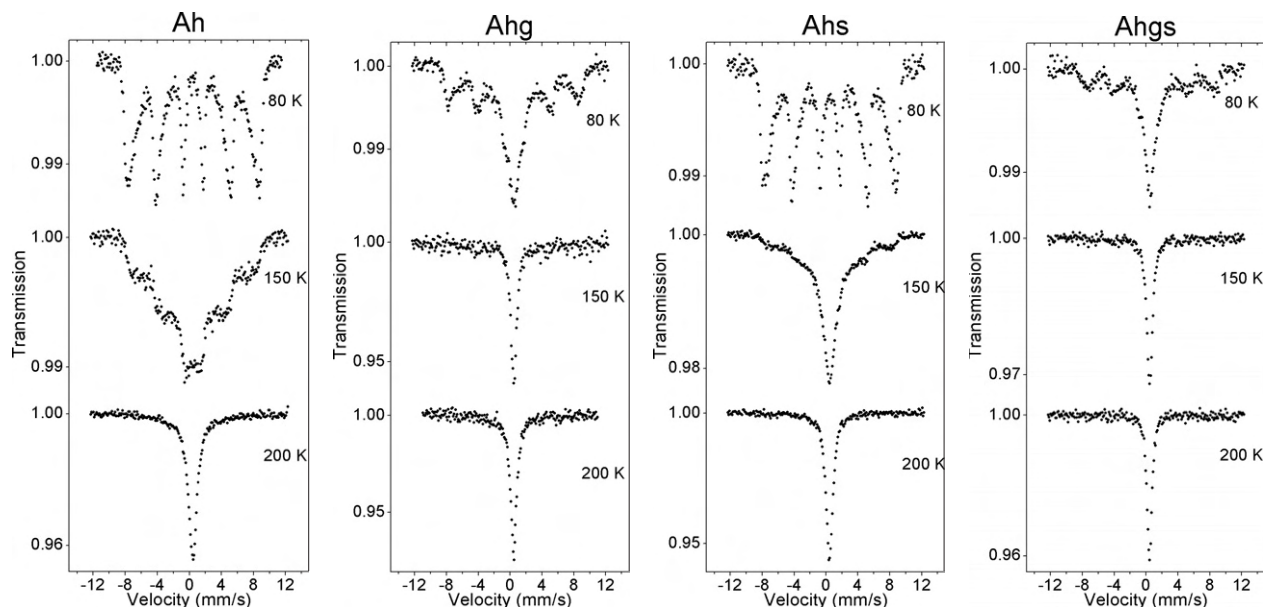 Ah
Transmission
1.00
80 K
0.99
1.00
150 K
0.99
1.00
200 K
0.96
-12 -8 -4 0 4 8 12
Velocity (mm/s)
Ahg
Transmission
1.00
80 K
0.99
1.00
150 K
0.95
1.00
200 K
0.95
-12 -8 -4 0 4 8 12
Velocity (mm/s)
Ahs
Transmission
1.00
80 K
0.99
1.00
150 K
0.98
1.00
200 K
0.95
-12 -8 -4 0 4 8 12
Velocity (mm/s)
Ahgs
Transmission
1.00
80 K
0.99
1.00
150 K
0.97
1.00
200 K
0.96
-12 -8 -4 0 4 8 12
Velocity (mm/s)